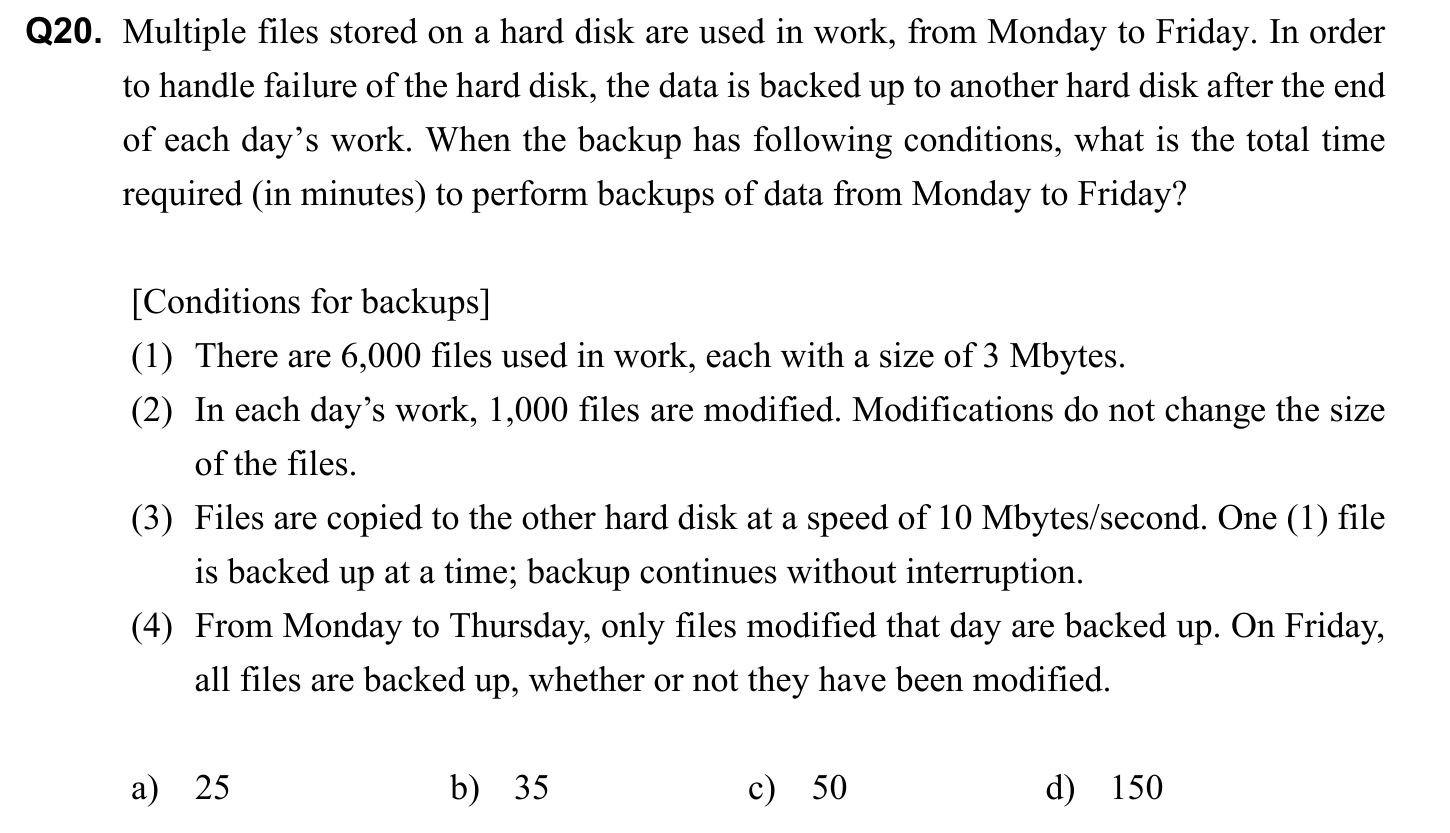 Q20. Multiple files stored on a hard disk are used in work, from Monday to Friday. In order
to handle failure of the hard disk, the data is backed up to another hard disk after the end
of each day’s work. When the backup has following conditions, what is the total time
required (in minutes) to perform backups of data from Monday to Friday?
[Conditions for backups]
(1) There are 6,000 files used in work, each with a size of 3 Mbytes.
(2) In each day’s work, 1,000 files are modified. Modifications do not change the size
of the files.
(3) Files are copied to the other hard disk at a speed of 10 Mbytes/second. One (1) file
is backed up at a time; backup continues without interruption.
(4) From Monday to Thursday, only files modified that day are backed up. On Friday,
all files are backed up, whether or not they have been modified.
a) 25 b) 35 c) 50 d) 150